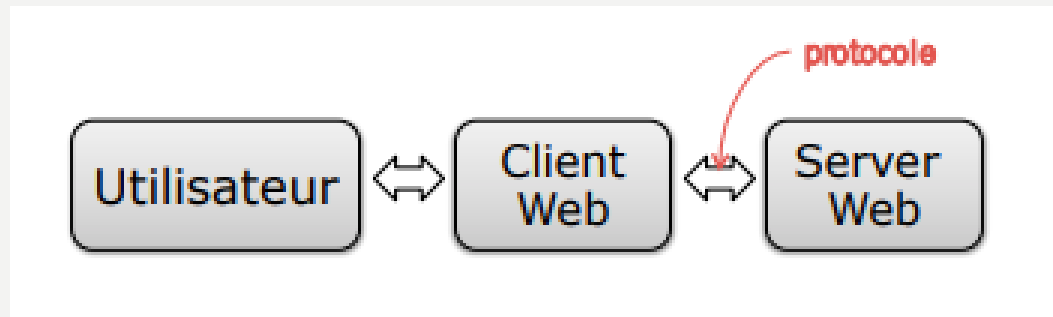 protocole
Utilisateur
Client
Web
Server
Web